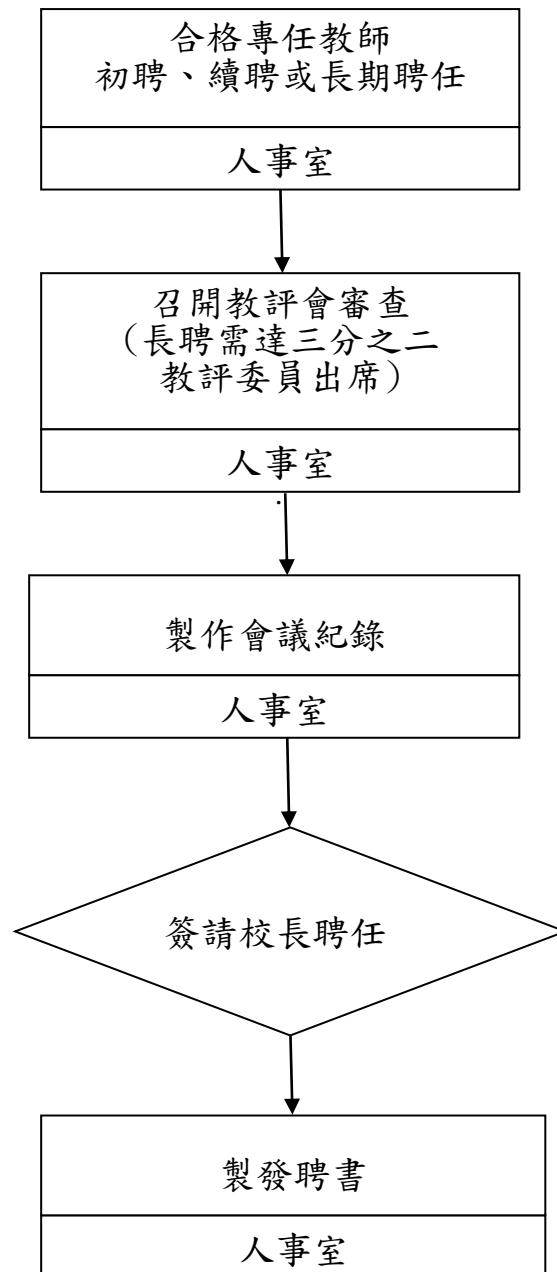 合格專任教師
初聘、續聘或長期聘任
人事室
召開教評會審查
（長聘需達三分之二
教評委員出席）
人事室
製作會議紀錄
人事室
簽請校長聘任
製發聘書
人事室